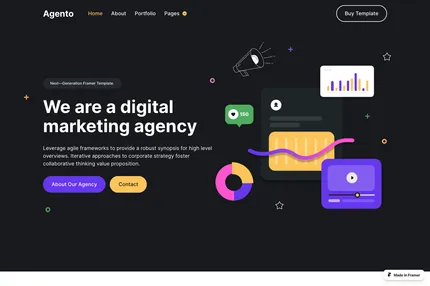 Agento
Home
About
Portfolio
Pages
Buy Template
Next—Generation Framer Template.
We are a digital
marketing agency
Leverage agile frameworks to provide a robust synopsis for high level
overviews. Iterative approaches to corporate strategy foster
collaborative thinking value proposition.
About Our Agency
Contact
150
Made in Framer